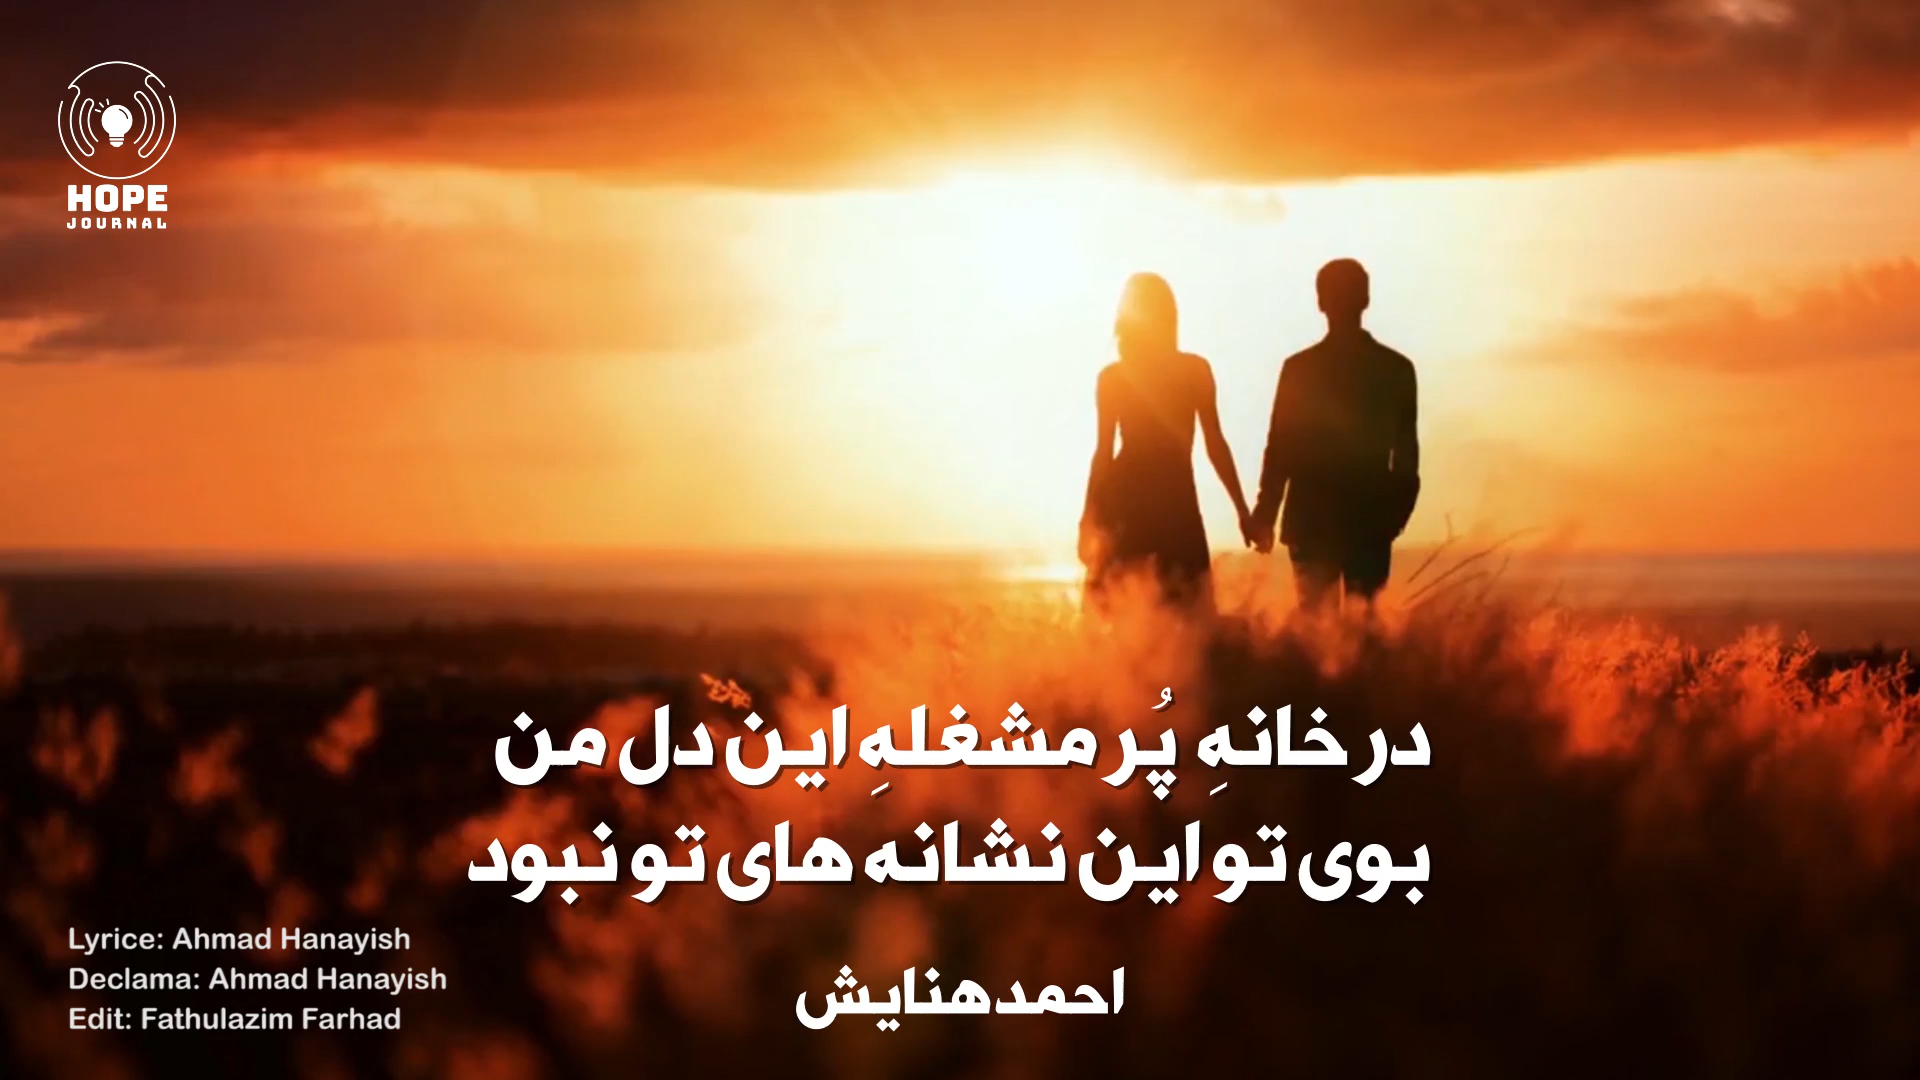 HOPE
JOURNAL
در خانهِ پُر مشغلهِ این دل من
بوی تو این نشانه های تو نبود
احمد هنایش
Lyrice: Ahmad Hanayish
Declama: Ahmad Hanayish
Edit: Fathulazim Farhad